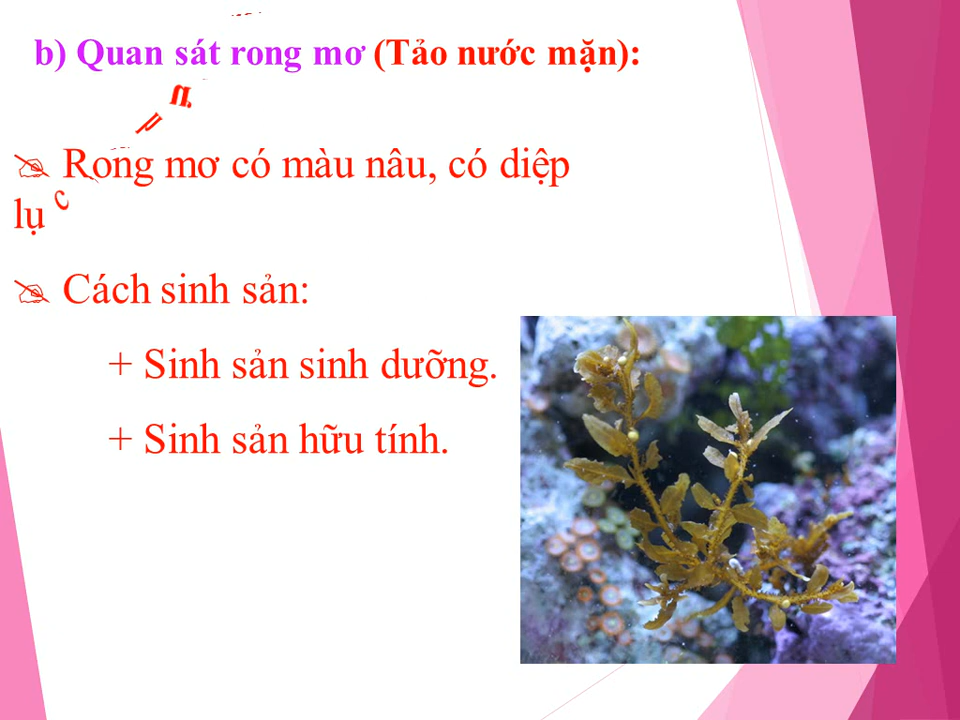 b) Quan sát rong mơ (Tảo nước mặn):
Rong mơ có màu nâu, có diệp
lục
Cách sinh sản:
+ Sinh sản sinh dưỡng.
+ Sinh sản hữu tính.